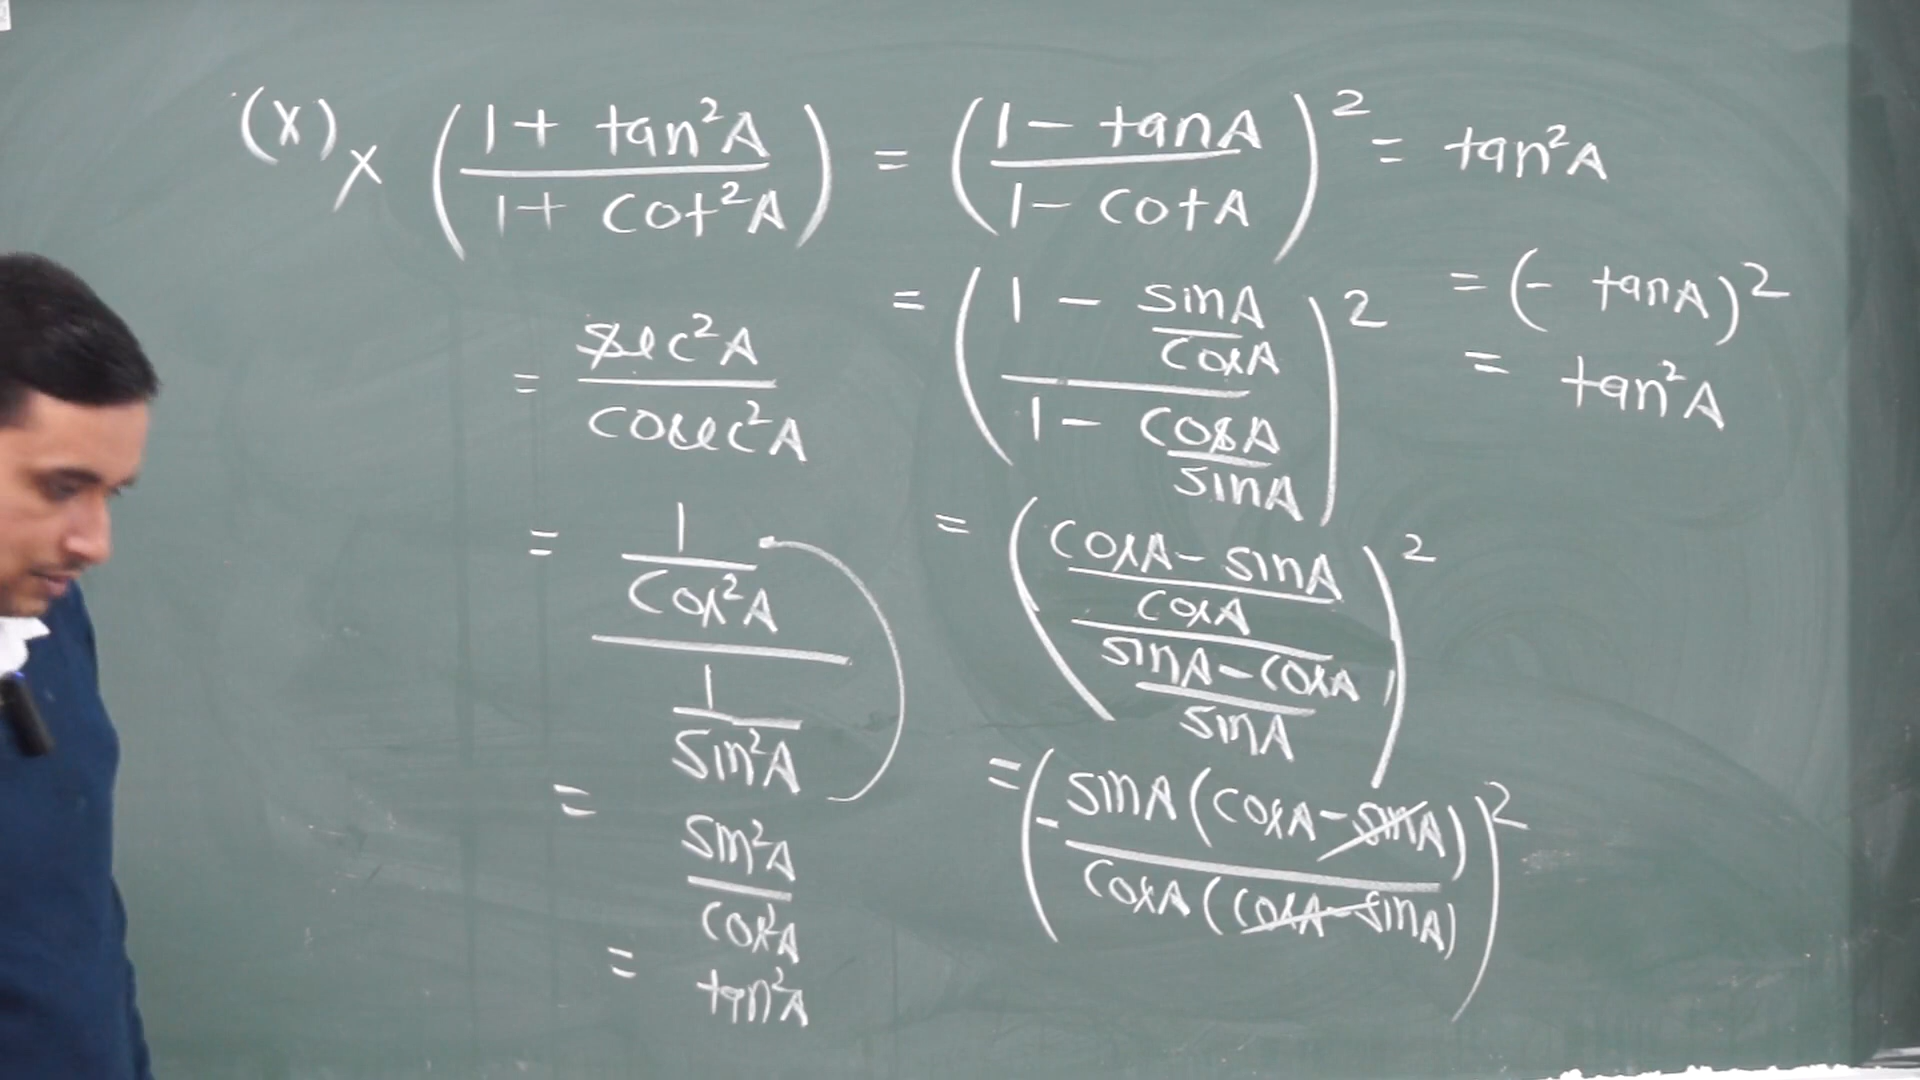 (x) x ( 1 + tan²A / 1 + cot²A ) = ( 1 - tanA / 1 - cotA )² = tan²A
= sec²A / cosec²A
= 1 / cos²A / 1 / sin²A
= sin²A / cos²A
= tan²A
= ( 1 - sinA / cosA / 1 - cosA / sinA )²
= ( cosA - sinA / cosA / sinA - cosA / sinA )²
= ( - sinA (cosA - sinA) / cosA (cosA - sinA) )²
= (- tanA)²
= tan²A